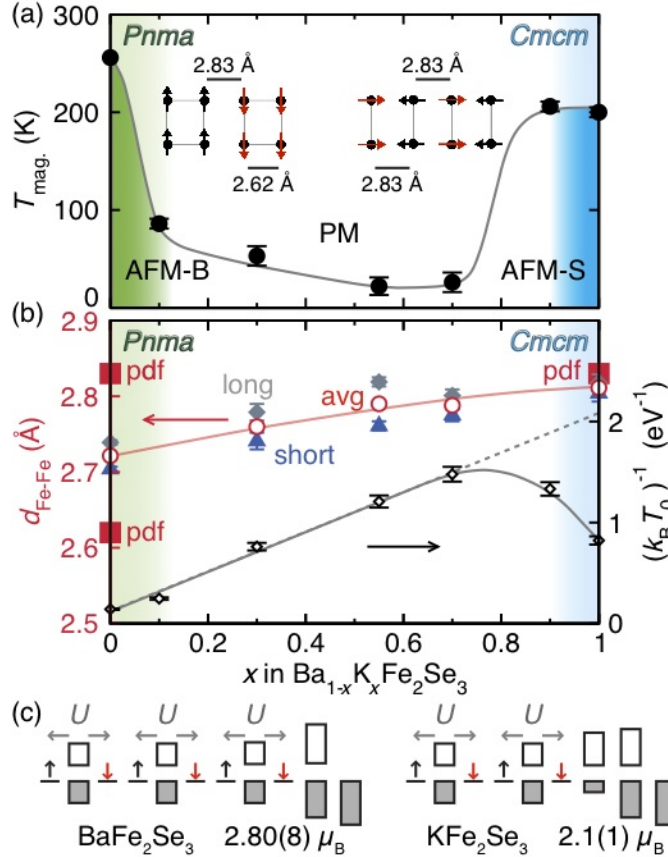 (a)
Pnma
Cmcm
300
200
100
0
T_mag. (K)
2.83 Å
2.83 Å
2.62 Å
2.83 Å
PM
AFM-B
AFM-S
(b)
Pnma
Cmcm
2.9
2.8
2.7
2.6
2.5
d_Fe-Fe (Å)
pdf
long
avg
pdf
short
pdf
2
1
0
(k_B T_0)^-1 (eV^-1)
0
0.2
0.4
0.6
0.8
1
x in Ba_1-xK_xFe_2Se_3
(c)
U
U
U
U
U
BaFe_2Se_3 2.80(8) μ_B
KFe_2Se_3 2.1(1) μ_B